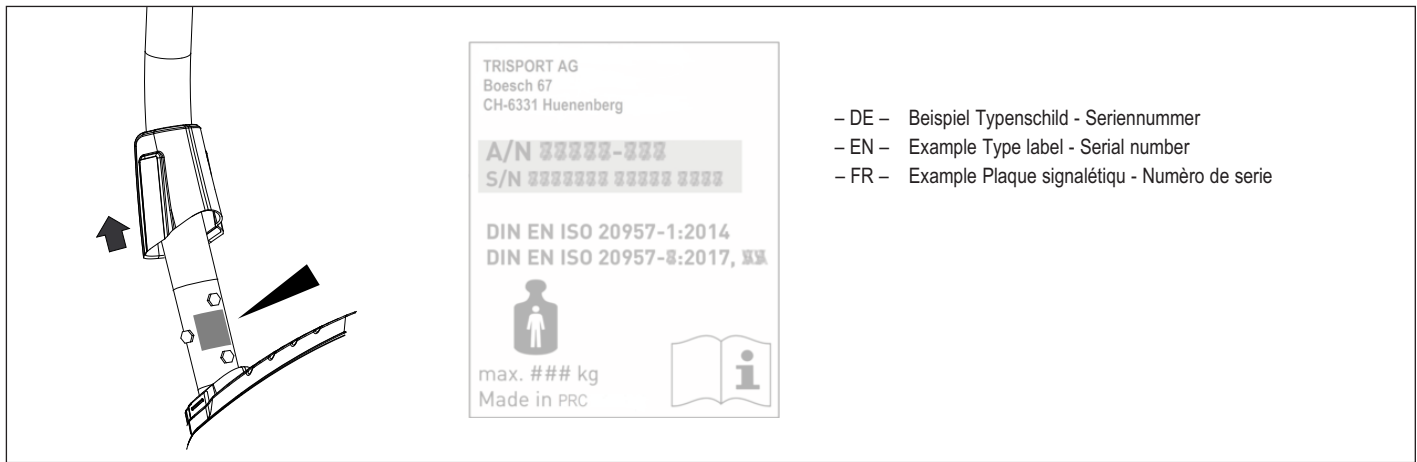 TRISPORT AG
Boesch 67
CH-6331 Huenenberg
A/N
S/N
DIN EN ISO 20957-1:2014
DIN EN ISO 20957-8:2017,
max. ### kg
Made in PRC
– DE – Beispiel Typenschild - Seriennummer
– EN – Example Type label - Serial number
– FR – Example Plaque signalétiqu - Numèro de serie